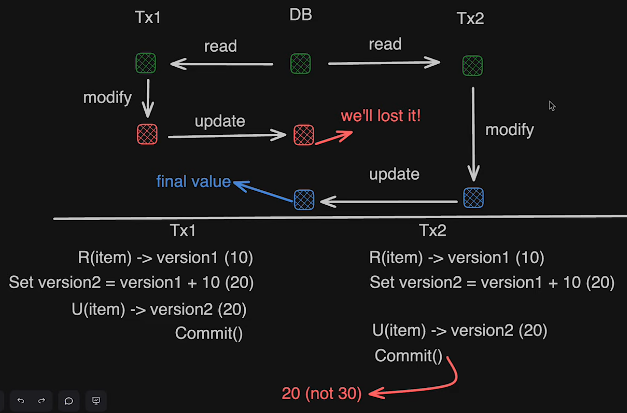 Tx1
DB
Tx2
read
read
modify
update
we'll lost it!
modify
update
final value
Tx1
Tx2
R(item) -> version1 (10)
R(item) -> version1 (10)
Set version2 = version1 + 10 (20)
Set version2 = version1 + 10 (20)
U(item) -> version2 (20)
Commit()
U(item) -> version2 (20)
Commit()
20 (not 30)